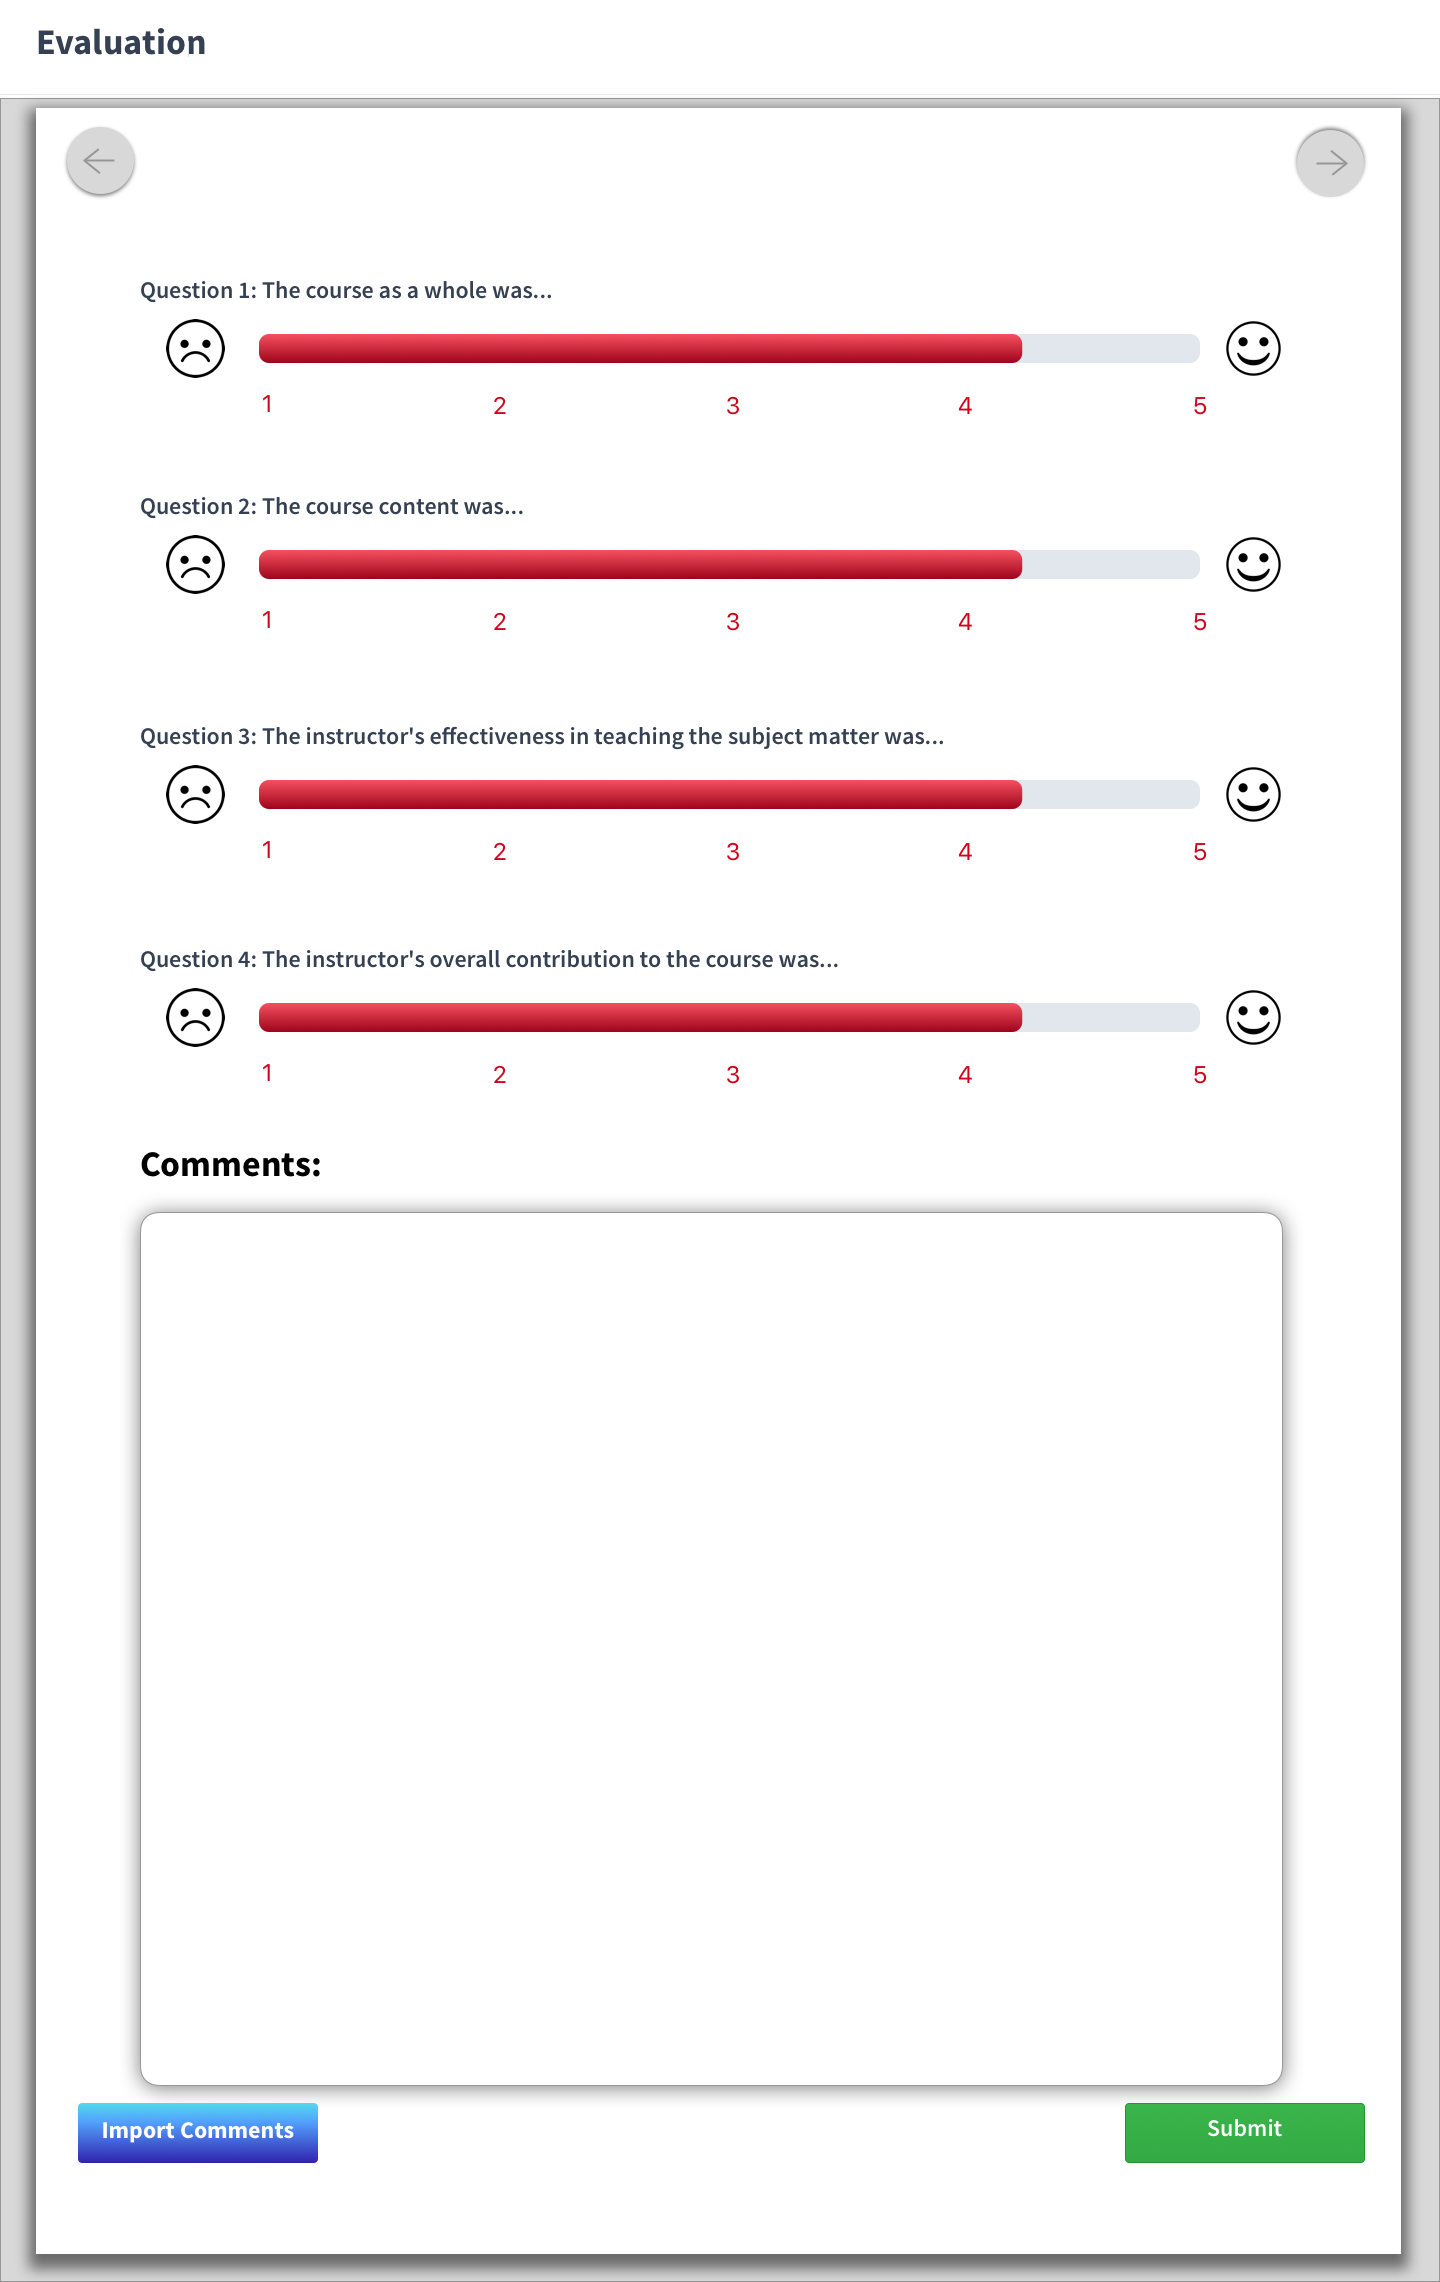 Evaluation
Question 1: The course as a whole was...
1 2 3 4 5
Question 2: The course content was...
1 2 3 4 5
Question 3: The instructor's effectiveness in teaching the subject matter was...
1 2 3 4 5
Question 4: The instructor's overall contribution to the course was...
1 2 3 4 5
Comments:
Import Comments
Submit